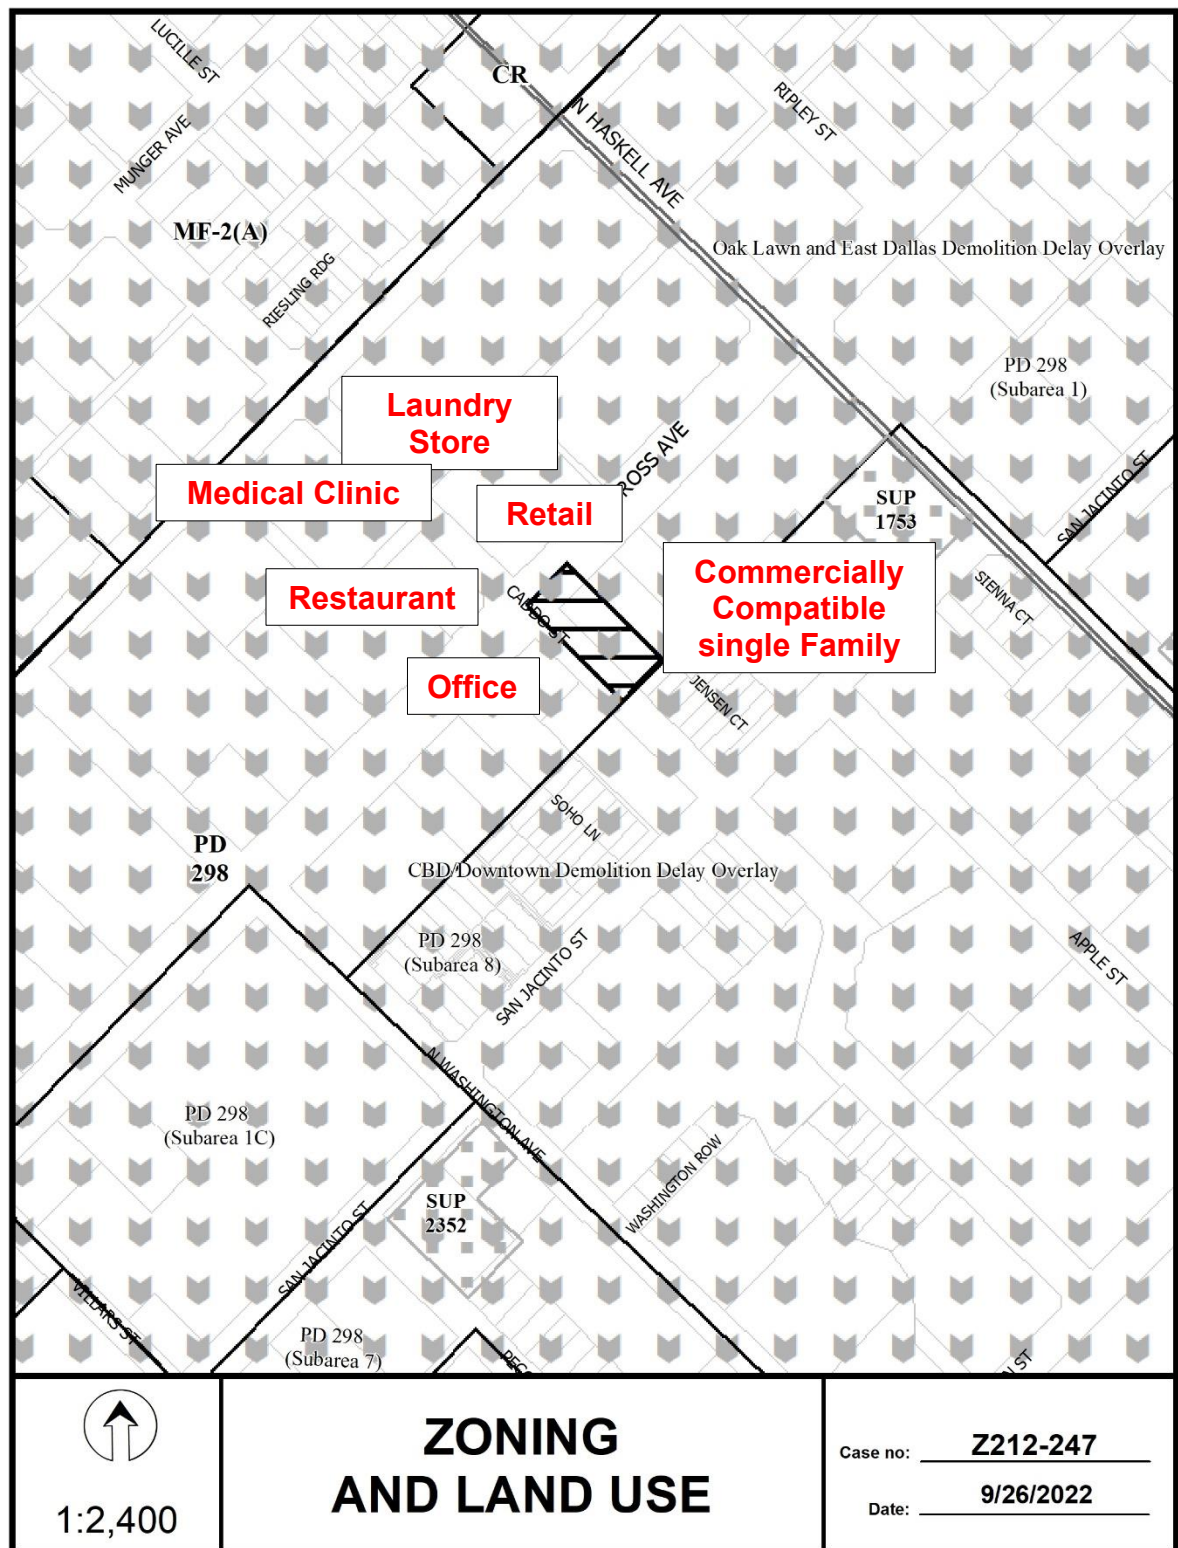 LUCILLE ST
CR
N HASKELL AVE
RIPLEY ST
MUNGER AVE
MF-2(A)
Oak Lawn and East Dallas Demolition Delay Overlay
RIESLING RDG
PD 298
(Subarea 1)
Laundry
Store
ROSS AVE
Medical Clinic
Retail
SUP
1753
SAN JACINTO ST
Commercially
Compatible
single Family
Restaurant
CADDO ST
SIENNA CT
Office
JENSEN CT
SOHO LN
PD
298
CBD/Downtown Demolition Delay Overlay
PD 298
(Subarea 8)
SAN JACINTO ST
APPLE ST
N WASHINGTON AVE
PD 298
(Subarea 1C)
WASHINGTON ROW
SUP
2352
SAN JACINTO ST
VILLARS ST
PD 298
(Subarea 7)
1:2,400
ZONING
AND LAND USE
Case no: Z212-247
Date: 9/26/2022